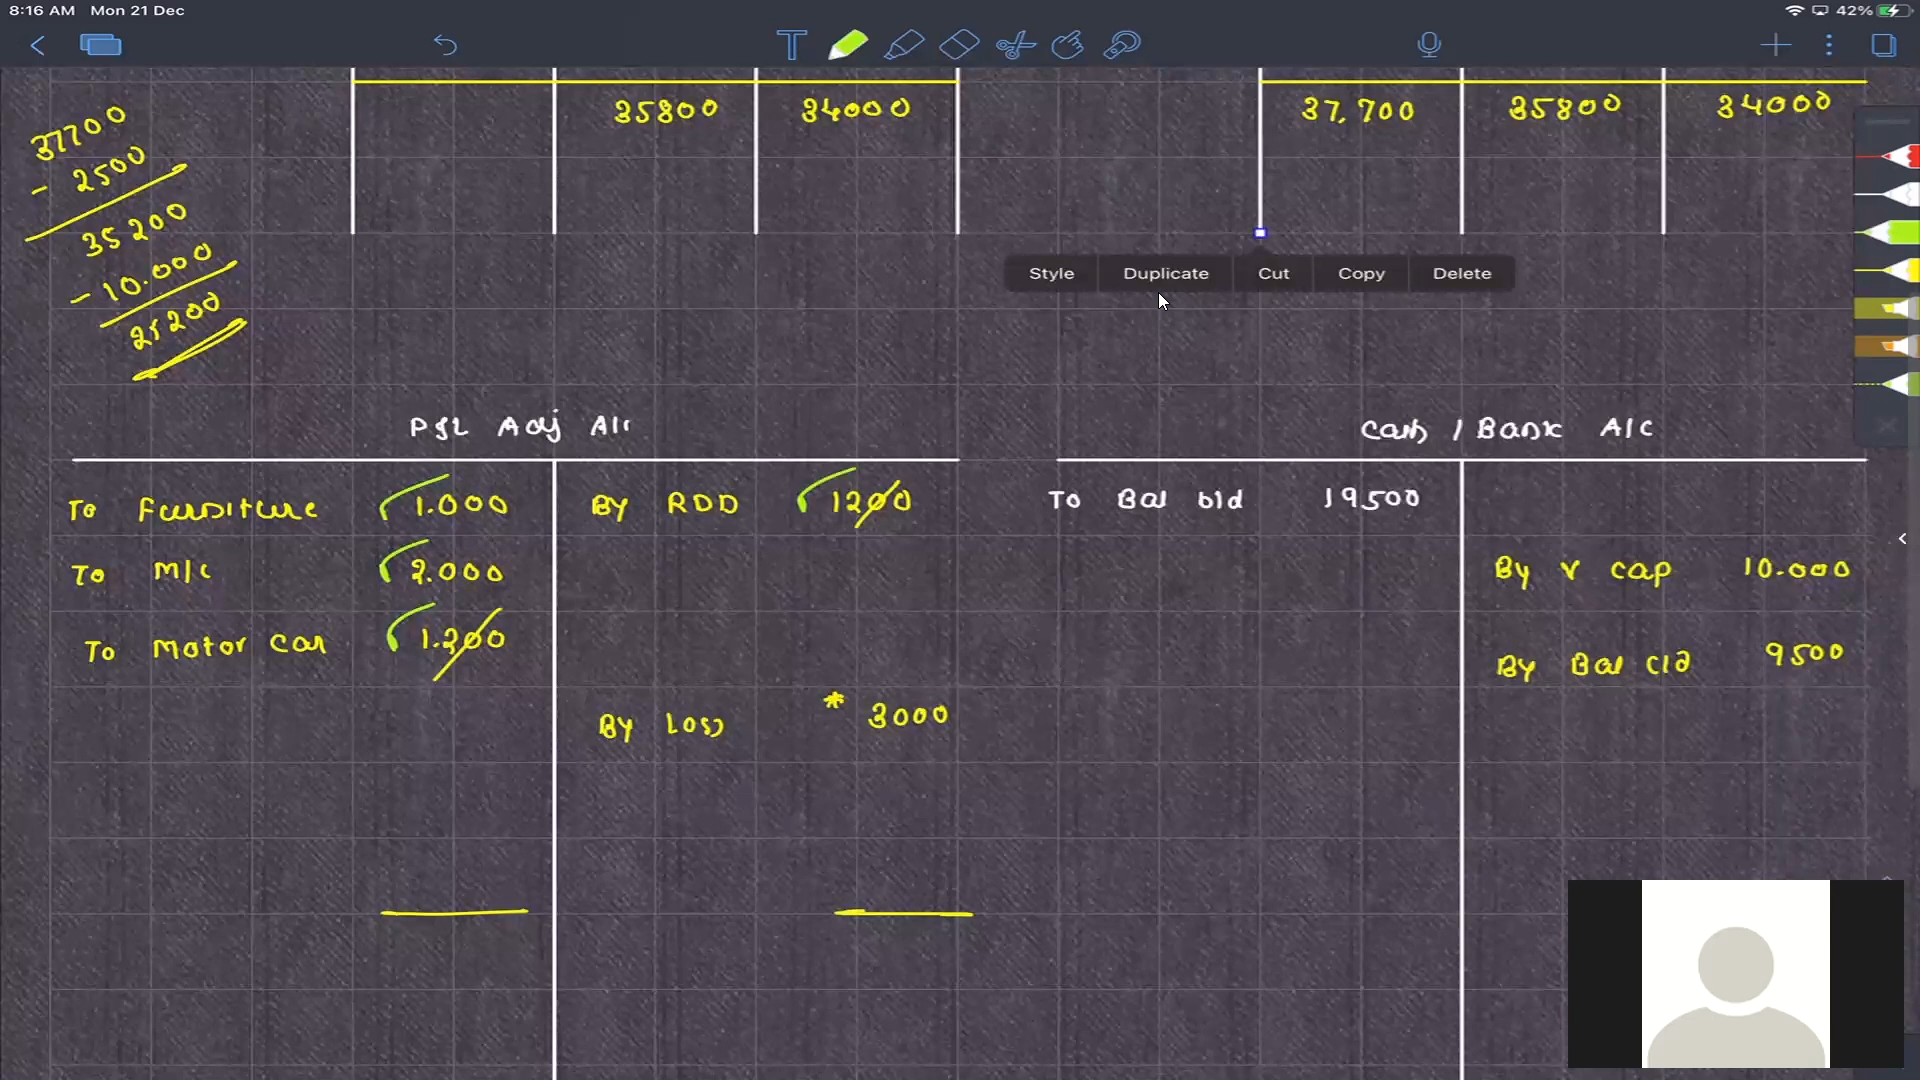 8:16 AM Mon 21 Dec
42%
35800 34000
37,700 35800 34000
37700
- 2500
35200
- 10.000
25200
Style Duplicate Cut Copy Delete
P&L Adj A/c
To Furniture 1.000 By RDD 1200
To M/c 2.000
To Motor Car 1.200
By Loss * 3000
Cash / Bank A/C
To Bal b/d 19500
By v cap 10.000
By Bal c/d 9500